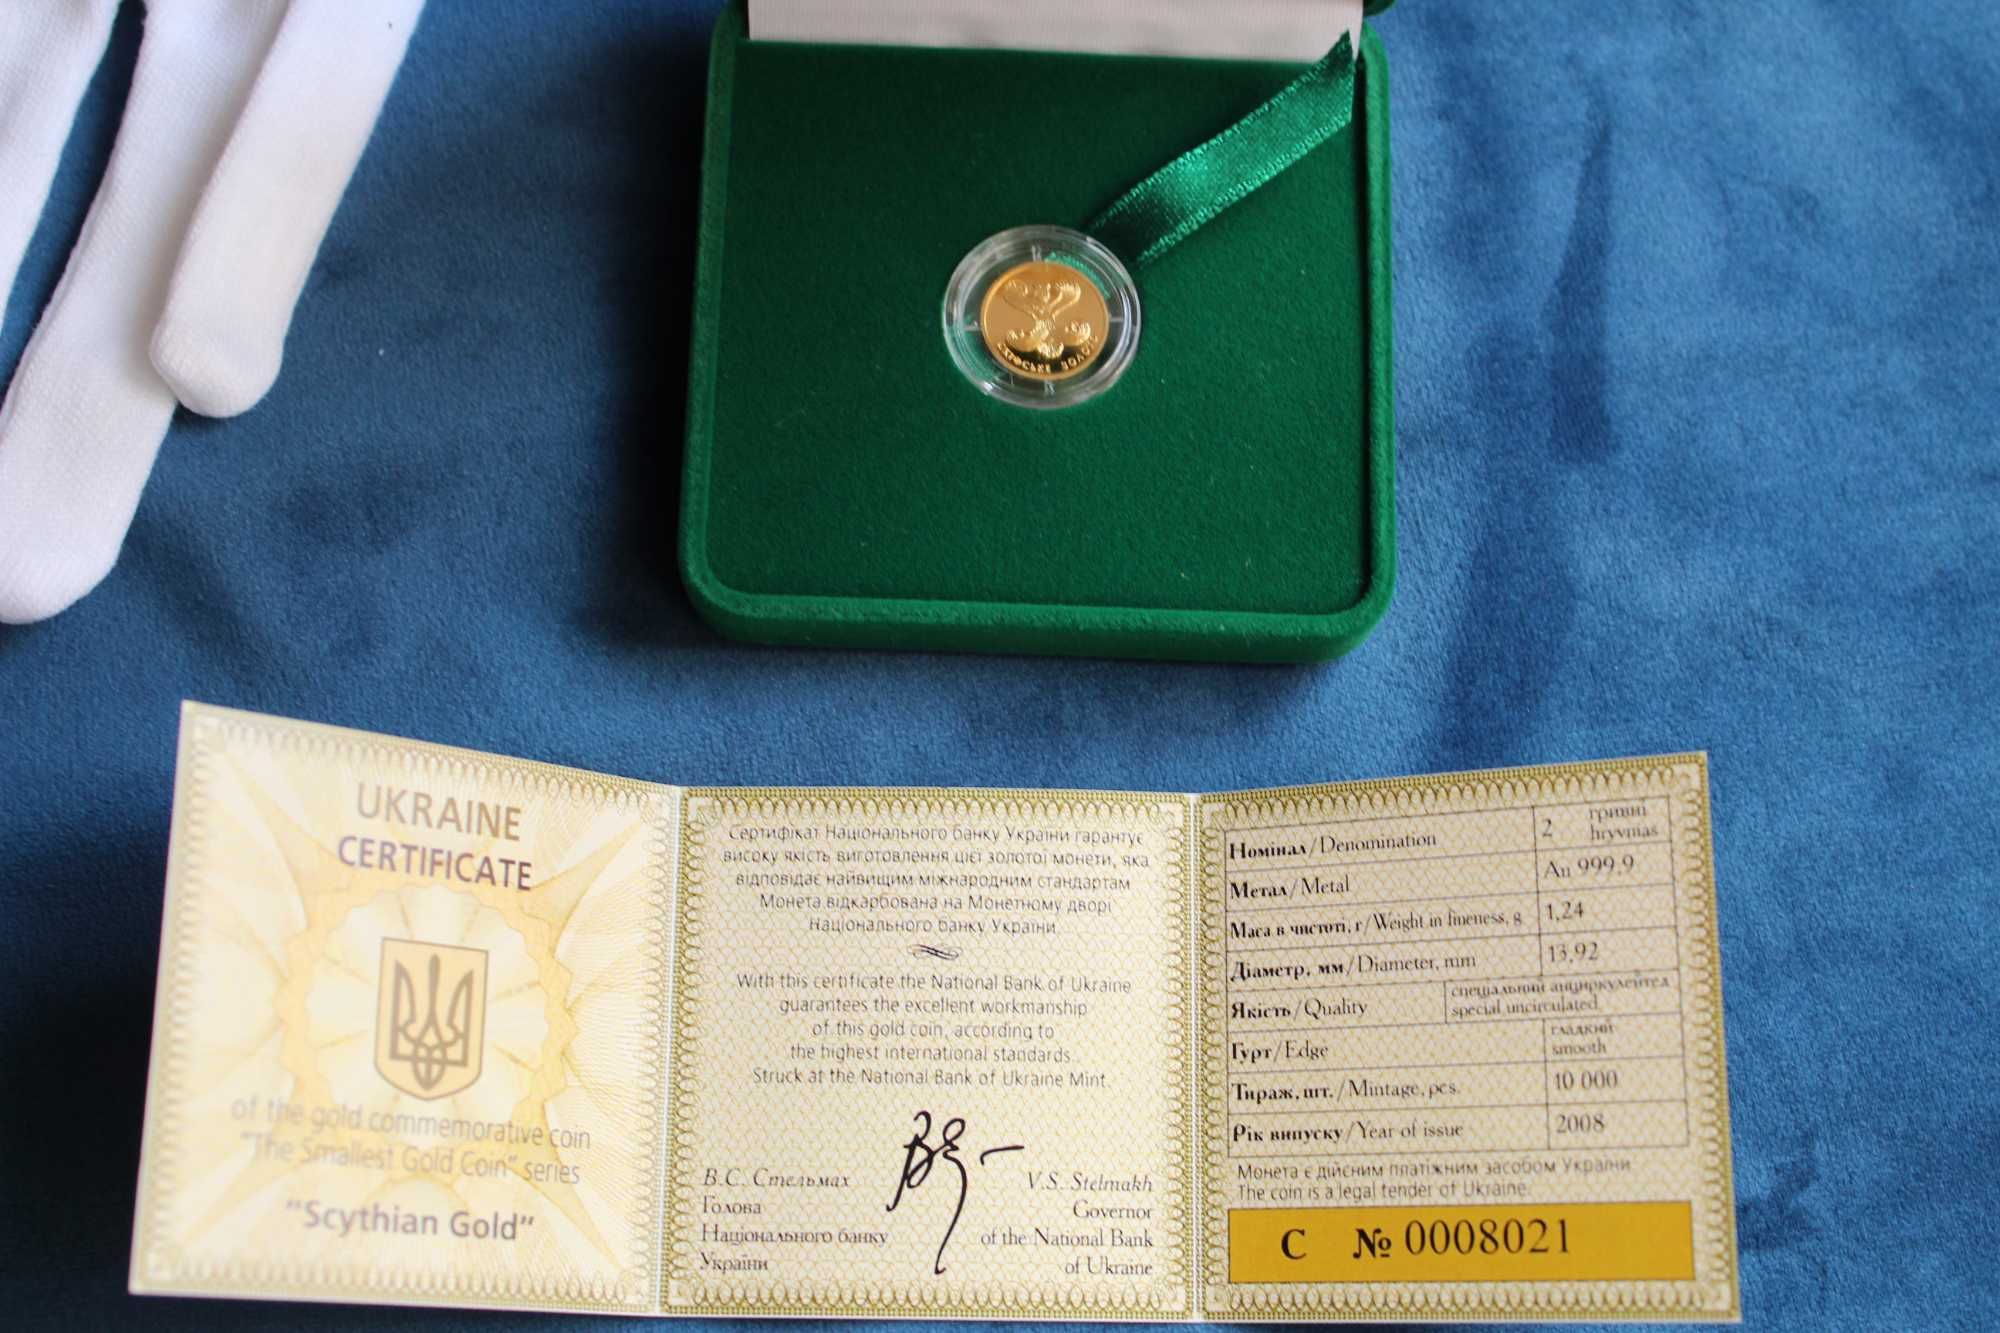 СКІФСЬКЕ ЗОЛОТО
UKRAINE
CERTIFICATE
of the gold commemorative coin
"The Smallest Gold Coin" series
"Scythian Gold"
Сертифікат Національного банку України гарантує
високу якість виготовлення цієї золотої монети, яка
відповідає найвищим міжнародним стандартам
Монета відкарбована на Монетному дворі
Національного банку України.
With this certificate the National Bank of Ukraine
guarantees the excellent workmanship
of this gold coin, according to
the highest international standards.
Struck at the National Bank of Ukraine Mint.
В.С. Стельмах
Голова
Національного банку
України
V.S. Stelmakh
Governor
of the National Bank
of Ukraine
Номінал/Denomination 2 гривні hryvnias
Метал/Metal Au 999,9
Маса в чистоті, г/Weight in fineness, g 1,24
Діаметр, мм/Diameter, mm 13,92
Якість/Quality спеціальний анциркулейтед special uncirculated
Гурт/Edge гладкий smooth
Тираж, шт./Mintage, pcs. 10 000
Рік випуску/Year of issue 2008
Монета є дійсним платіжним засобом України
The coin is a legal tender of Ukraine.
С № 0008021